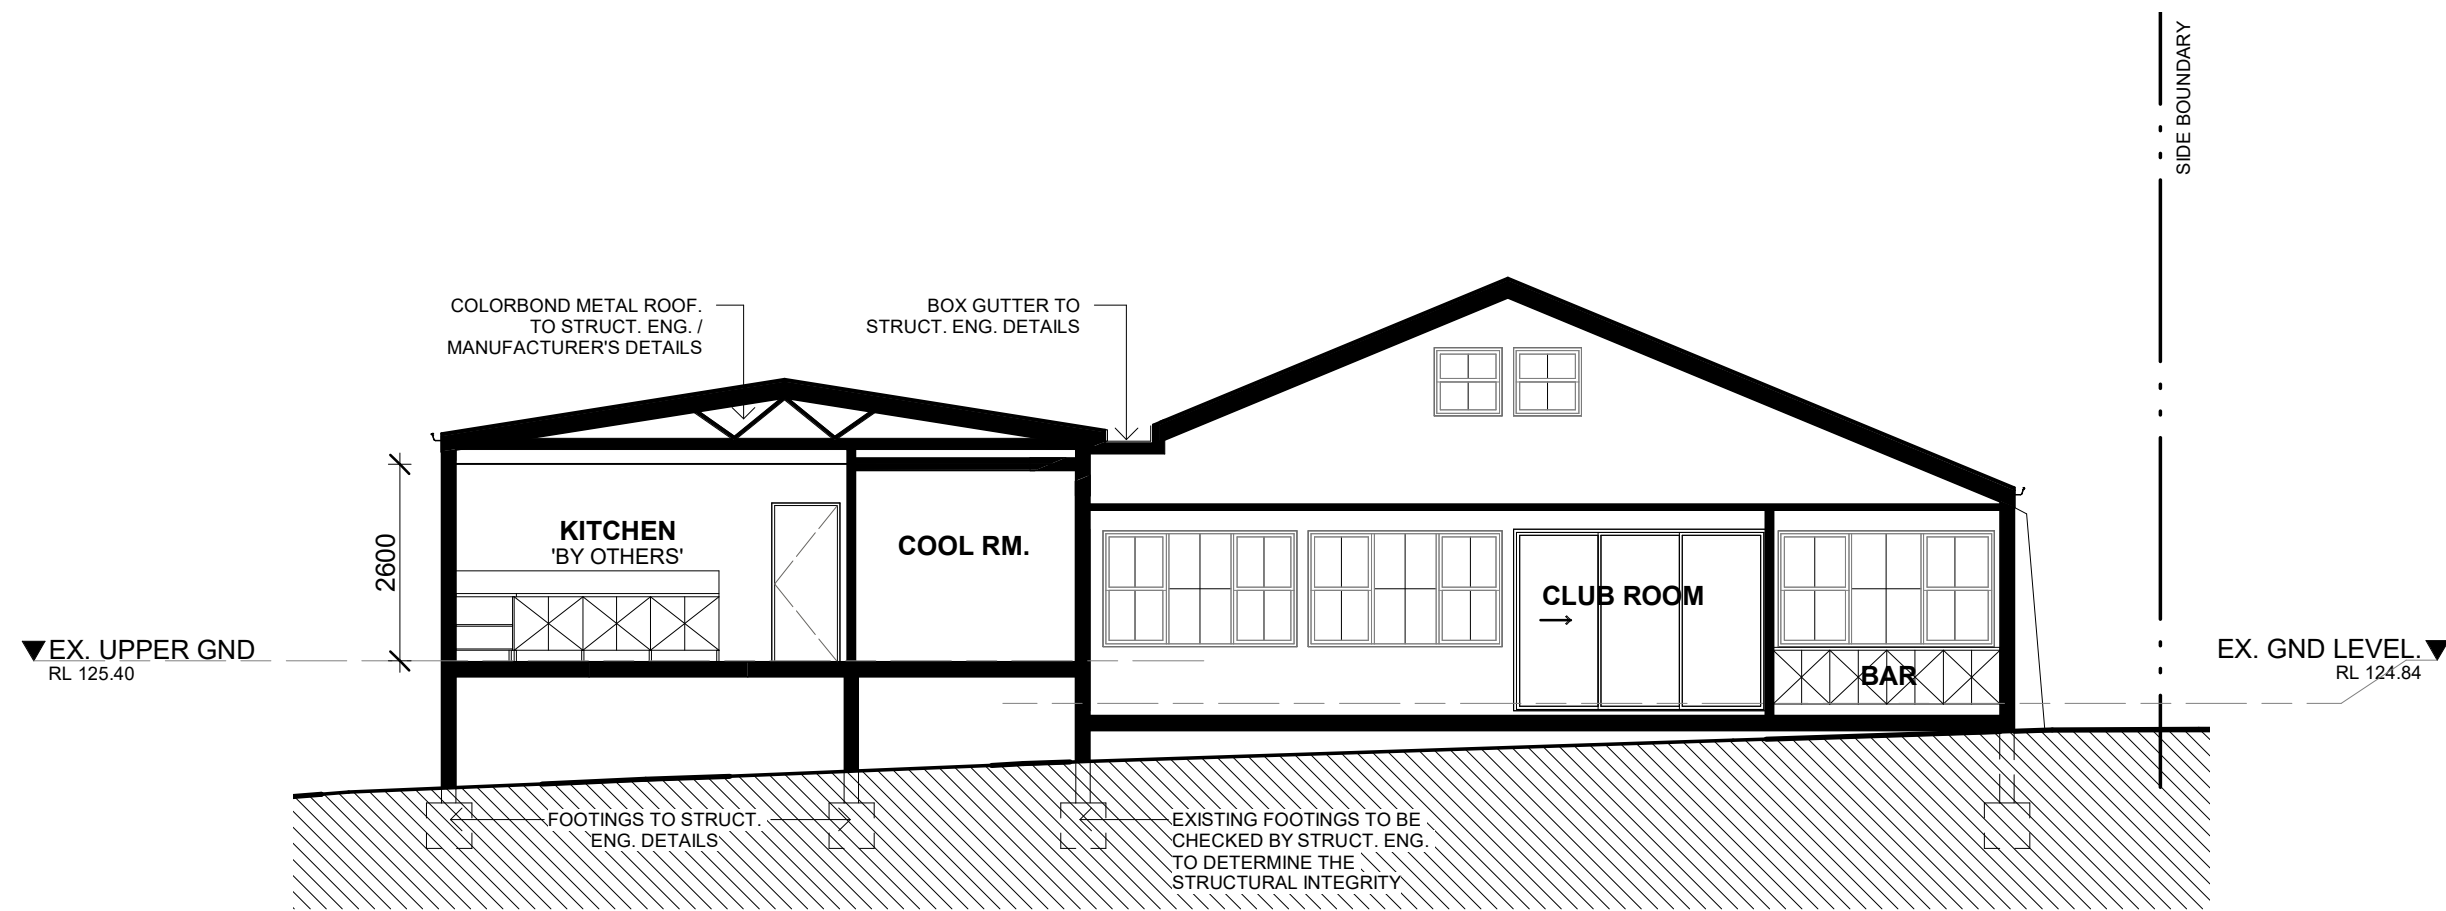 SIDE BOUNDARY
COLORBOND METAL ROOF.
TO STRUCT. ENG. /
MANUFACTURER'S DETAILS
BOX GUTTER TO
STRUCT. ENG. DETAILS
2600
KITCHEN
'BY OTHERS'
COOL RM.
CLUB ROOM
BAR
EX. UPPER GND
RL 125.40
EX. GND LEVEL.
RL 124.84
FOOTINGS TO STRUCT.
ENG. DETAILS
EXISTING FOOTINGS TO BE
CHECKED BY STRUCT. ENG.
TO DETERMINE THE
STRUCTURAL INTEGRITY